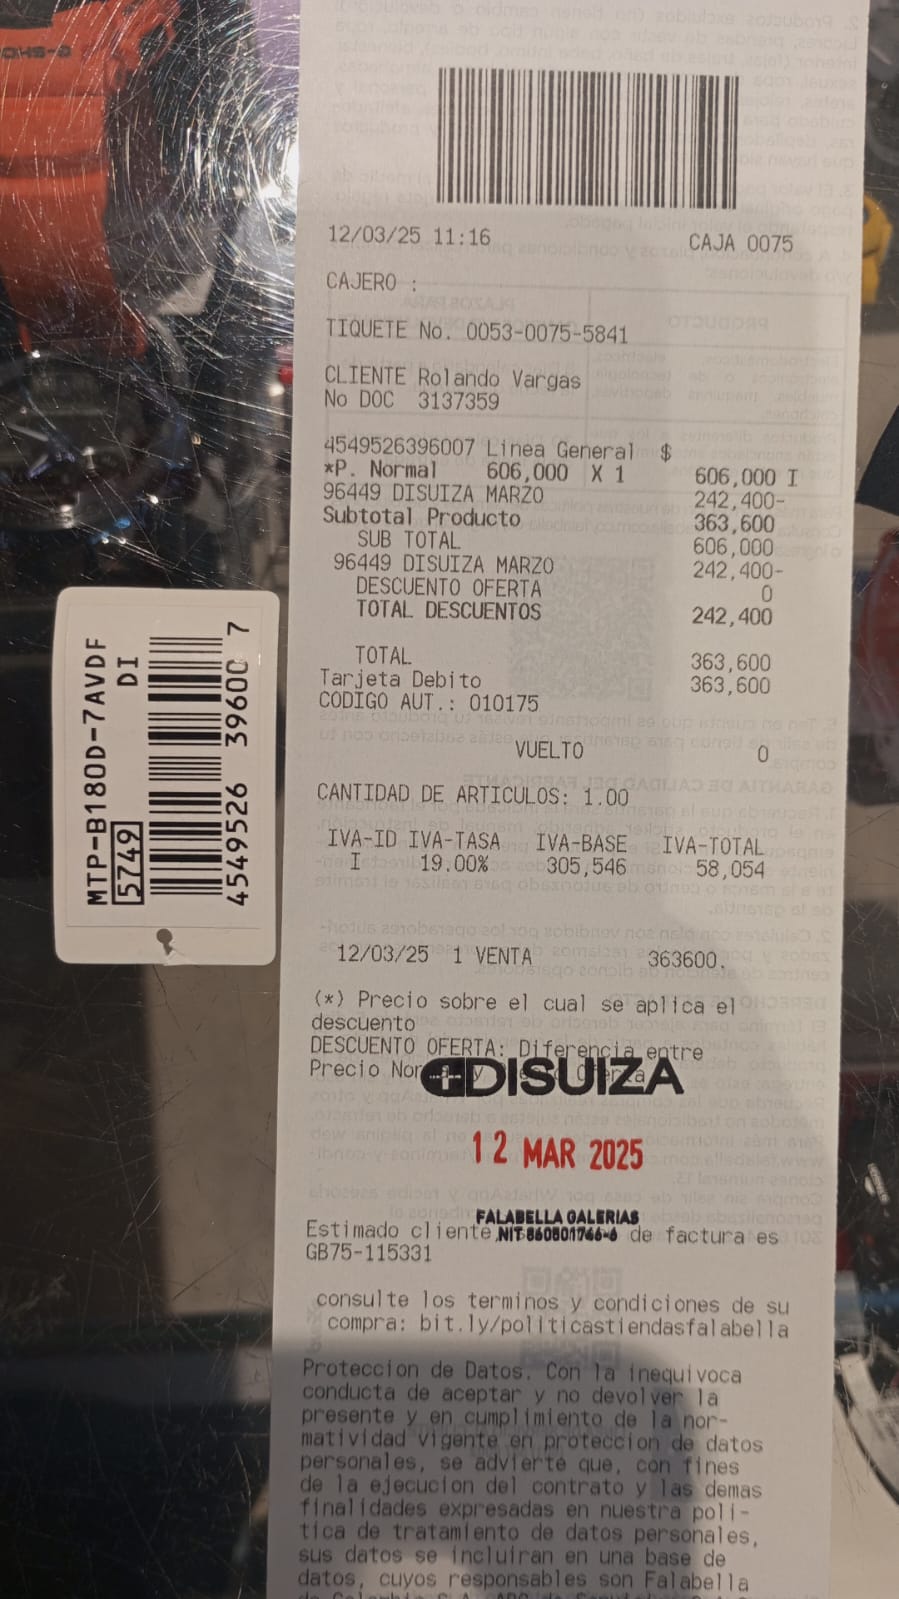 12/03/25 11:16 CAJA 0075
CAJERO :
TIQUETE No. 0053-0075-5841
CLIENTE Rolando Vargas
No DOC 3137359
4549526396007 Linea General $
*P. Normal 606,000 X 1 606,000 I
96449 DISUIZA MARZO 242,400-
Subtotal Producto 363,600
SUB TOTAL 606,000
96449 DISUIZA MARZO 242,400-
DESCUENTO OFERTA 0
TOTAL DESCUENTOS 242,400
TOTAL 363,600
Tarjeta Debito 363,600
CODIGO AUT.: 010175
VUELTO 0
CANTIDAD DE ARTICULOS: 1.00
IVA-ID IVA-TASA IVA-BASE IVA-TOTAL
I 19.00% 305,546 58,054
12/03/25 1 VENTA 363600.
(*) Precio sobre el cual se aplica el
descuento
DESCUENTO OFERTA: Diferencia entre
Precio y Oferta
DISUIZA
12 MAR 2025
FALABELLA GALERIAS
NIT 860801766-6
Estimado cliente de factura es
GB75-115331
consulte los terminos y condiciones de su
compra: bit.ly/politicastiendasfalabella
Proteccion de Datos. Con la inequivoca
conducta de aceptar y no devolver la
presente y en cumplimiento de la nor-
matividad vigente en proteccion de datos
personales, se advierte que, con fines
de la ejecucion del contrato y las demas
finalidades expresadas en nuestra poli-
tica de tratamiento de datos personales,
sus datos se incluiran en una base de
datos, cuyos responsables son Falabella
MTP-B180D-7AVDF
DI
5749
4549526 39600 7
G-SHOCK